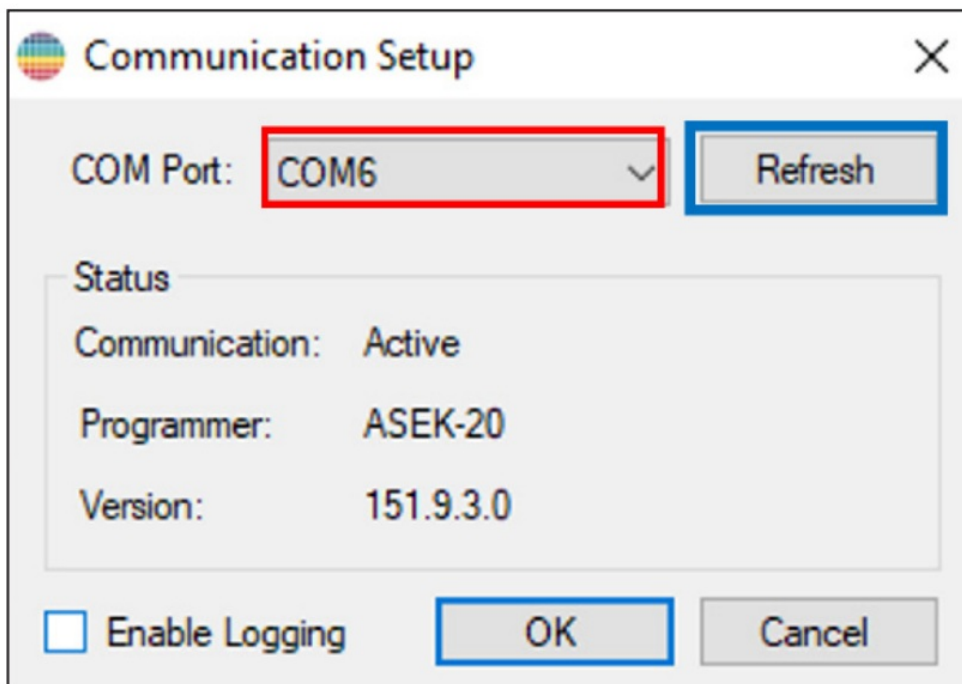 Communication Setup
COM Port: COM6 Refresh
Status
Communication: Active
Programmer: ASEK-20
Version: 151.9.3.0
Enable Logging OK Cancel